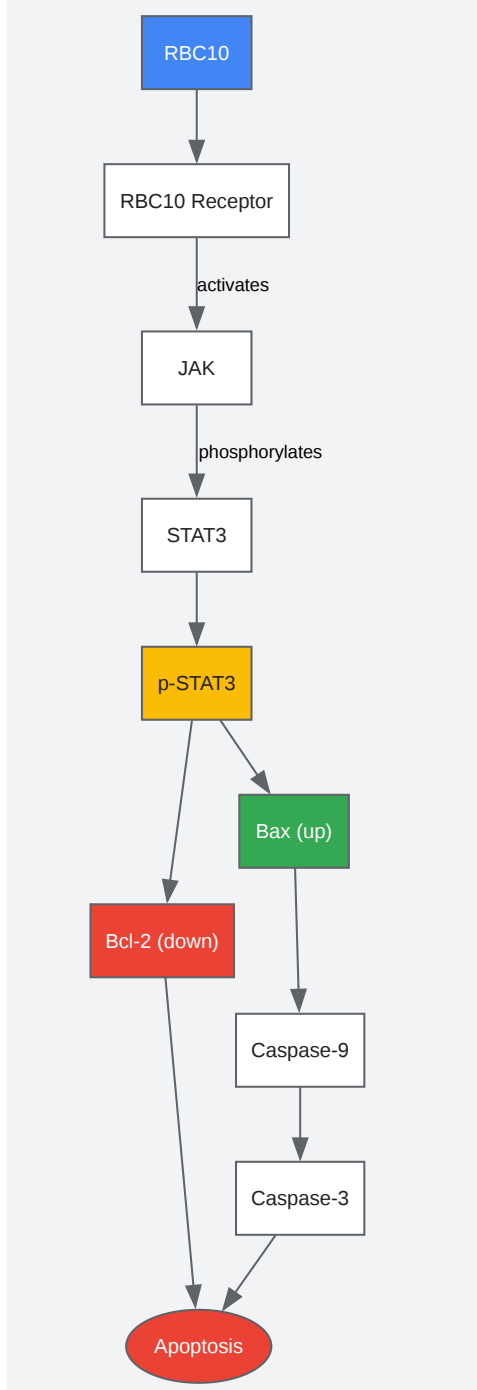 RBC10
RBC10 Receptor
activates
JAK
phosphorylates
STAT3
p-STAT3
Bax (up)
Bcl-2 (down)
Caspase-9
Caspase-3
Apoptosis